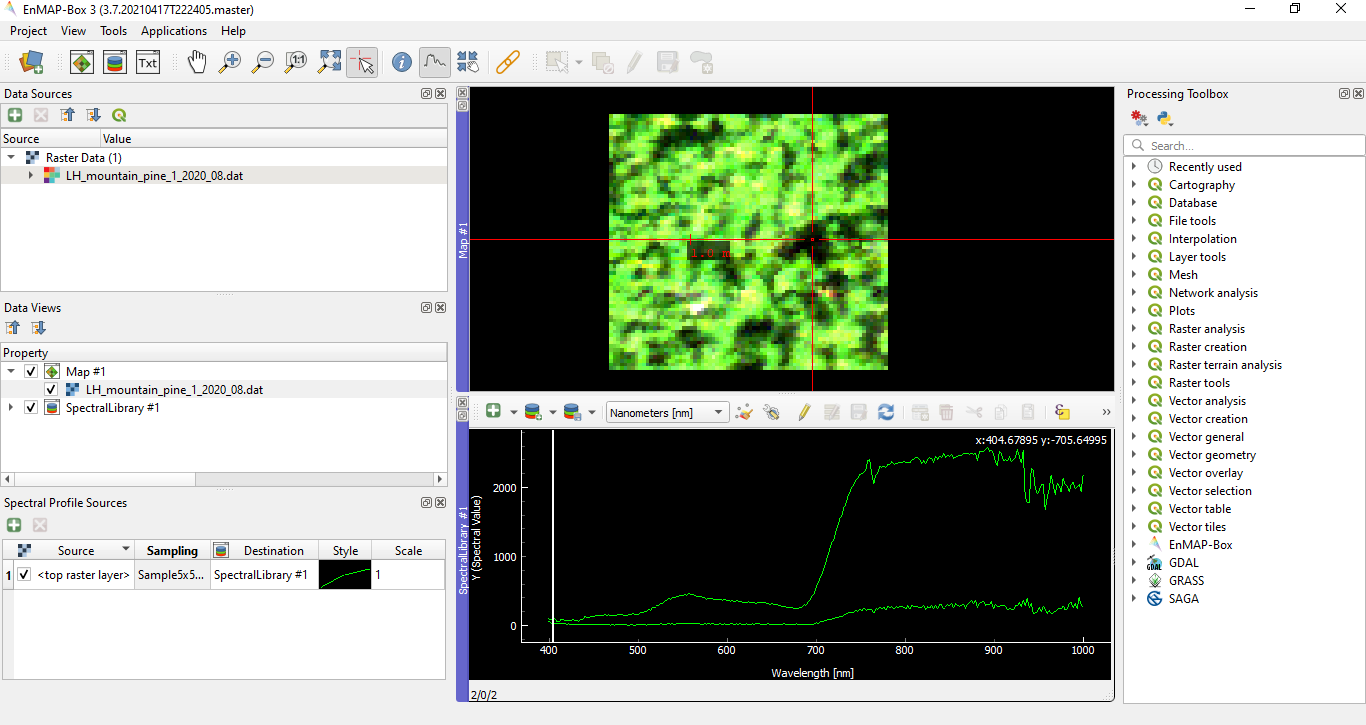 EnMAP-Box 3 (3.7.20210417T222405.master)
Project View Tools Applications Help
Txt
1:1
Data Sources
Source Value
Raster Data (1)
LH_mountain_pine_1_2020_08.dat
Data Views
Property
Map #1
LH_mountain_pine_1_2020_08.dat
SpectralLibrary #1
Spectral Profile Sources
Source Sampling Destination Style Scale
1 <top raster layer> Sample5x5... SpectralLibrary #1 1
Map #1
1.0 m
SpectralLibrary #1
Nanometers [nm]
x:404.67895 y:-705.64995
Y (Spectral Value)
2000
1000
0
400 500 600 700 800 900 1000
Wavelength [nm]
2/0/2
Processing Toolbox
Search...
Recently used
Cartography
Database
File tools
Interpolation
Layer tools
Mesh
Network analysis
Plots
Raster analysis
Raster creation
Raster terrain analysis
Raster tools
Vector analysis
Vector creation
Vector general
Vector geometry
Vector overlay
Vector selection
Vector table
Vector tiles
EnMAP-Box
GDAL
GDAL
GRASS
SAGA